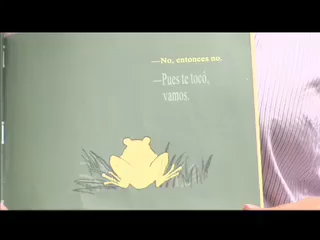 —No, entonces no.
—Pues te tocó,
vamos.